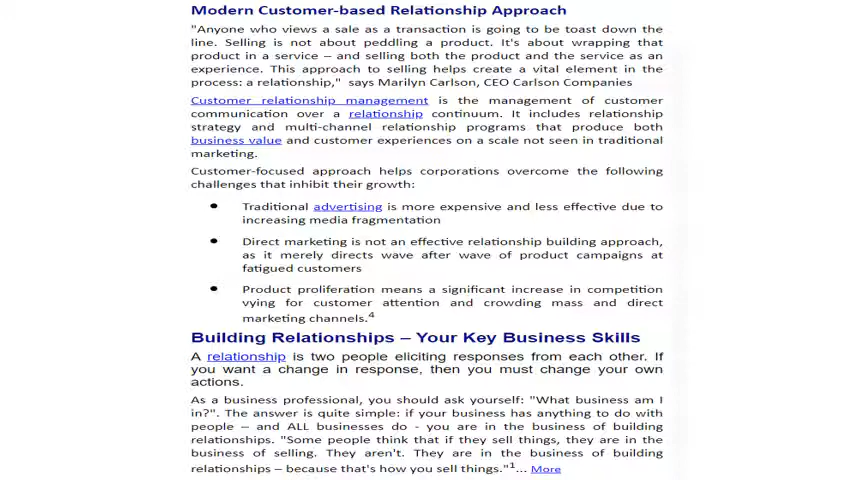 Modern Customer-based Relationship Approach
"Anyone who views a sale as a transaction is going to be toast down the
line. Selling is not about peddling a product. It's about wrapping that
product in a service – and selling both the product and the service as an
experience. This approach to selling helps create a vital element in the
process: a relationship," says Marilyn Carlson, CEO Carlson Companies
Customer relationship management is the management of customer
communication over a relationship continuum. It includes relationship
strategy and multi-channel relationship programs that produce both
business value and customer experiences on a scale not seen in traditional
marketing.
Customer-focused approach helps corporations overcome the following
challenges that inhibit their growth:
● Traditional advertising is more expensive and less effective due to
increasing media fragmentation
● Direct marketing is not an effective relationship building approach,
as it merely directs wave after wave of product campaigns at
fatigued customers
● Product proliferation means a significant increase in competition
vying for customer attention and crowding mass and direct
marketing channels.4
Building Relationships – Your Key Business Skills
A relationship is two people eliciting responses from each other. If
you want a change in response, then you must change your own
actions.
As a business professional, you should ask yourself: "What business am I
in?". The answer is quite simple: if your business has anything to do with
people – and ALL businesses do - you are in the business of building
relationships. "Some people think that if they sell things, they are in the
business of selling. They aren't. They are in the business of building
relationships – because that's how you sell things."1... More